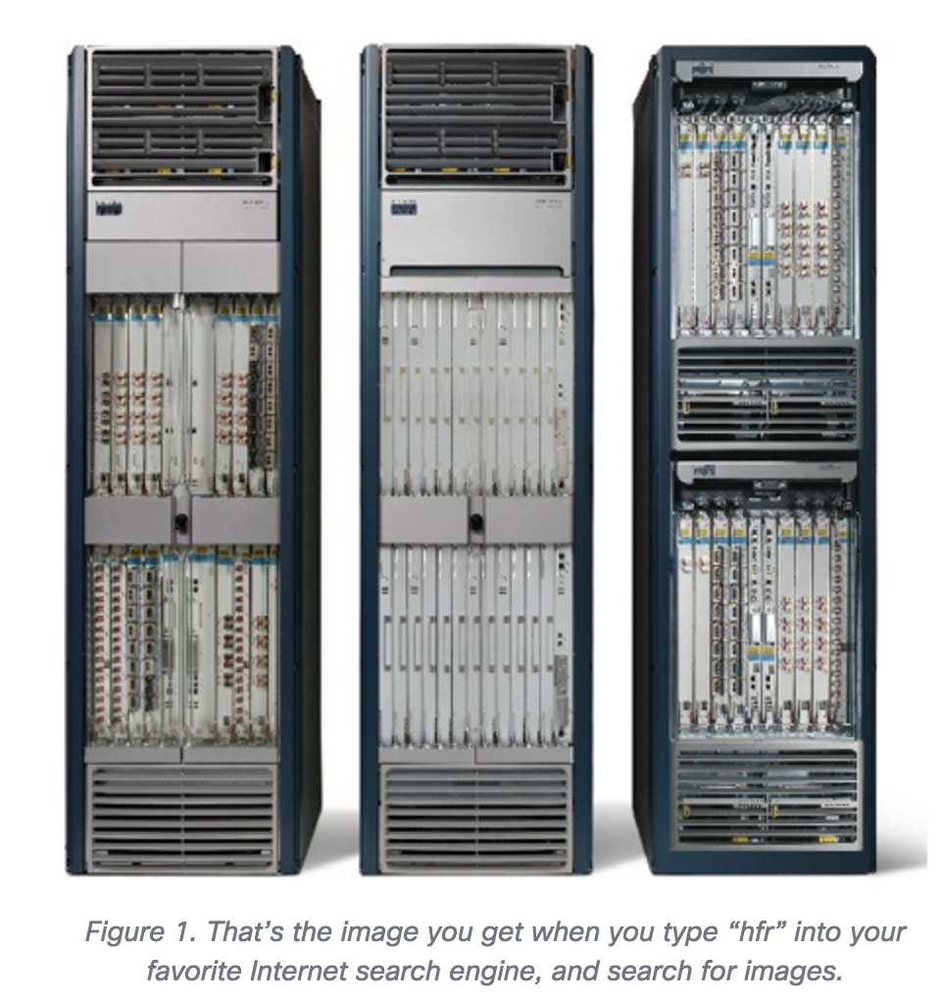 Figure 1. That’s the image you get when you type “hfr” into your
favorite Internet search engine, and search for images.